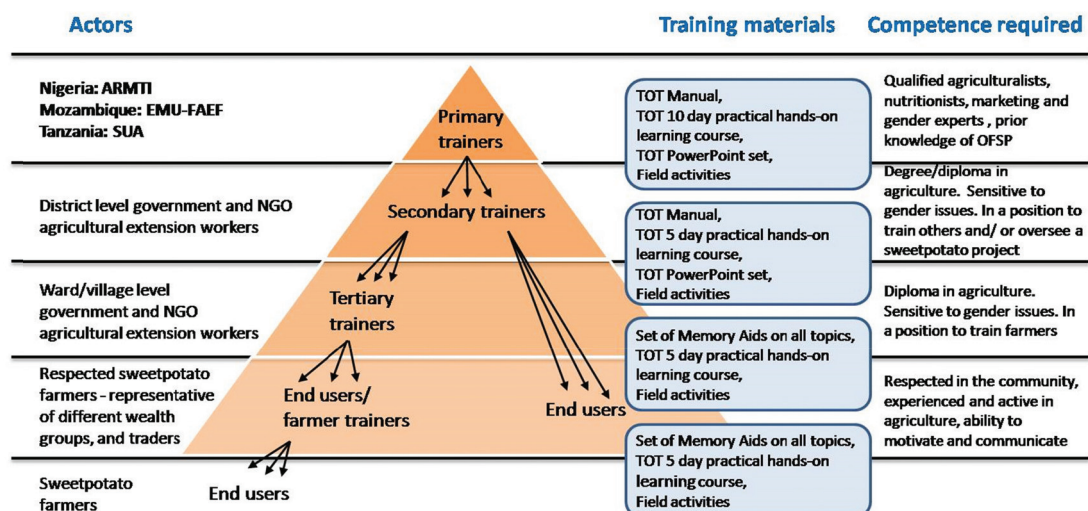 Actors
Training materials
Competence required
Nigeria: ARMTI
Mozambique: EMU-FAEF
Tanzania: SUA
Primary
trainers
TOT Manual,
TOT 10 day practical hands-on
learning course,
TOT PowerPoint set,
Field activities
Qualified agriculturalists,
nutritionists, marketing and
gender experts , prior
knowledge of OFSP
District level government and NGO
agricultural extension workers
Secondary trainers
TOT Manual,
TOT 5 day practical hands-on
learning course,
TOT PowerPoint set,
Field activities
Degree/diploma in
agriculture. Sensitive to
gender issues. In a position to
train others and/ or oversee a
sweetpotato project
Ward/village level
government and NGO
agricultural extension workers
Tertiary
trainers
Set of Memory Aids on all topics,
TOT 5 day practical hands-on
learning course,
Field activities
Diploma in agriculture.
Sensitive to gender issues. In
a position to train farmers
Respected sweetpotato
farmers – representative
of different wealth
groups, and traders
End users/
farmer trainers
End users
Set of Memory Aids on all topics,
TOT 5 day practical hands-on
learning course,
Field activities
Respected in the community,
experienced and active in
agriculture, ability to
motivate and communicate
Sweetpotato
farmers
End users